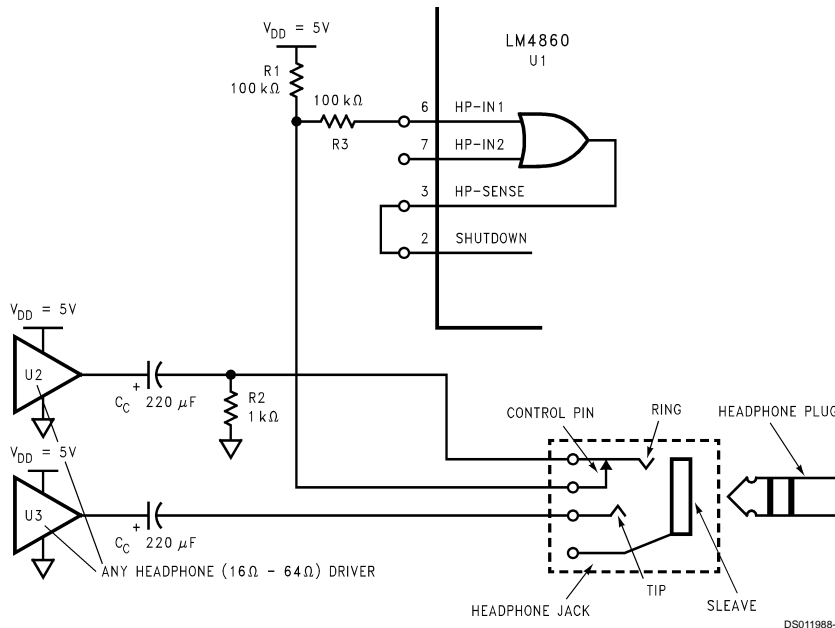 V_DD = 5V
LM4860
U1
R1
100 kΩ
100 kΩ
R3
6 HP-IN1
7 HP-IN2
3 HP-SENSE
2 SHUTDOWN
V_DD = 5V
U2
+
C_C 220 μF
R2
1 kΩ
CONTROL PIN
RING
HEADPHONE PLUG
V_DD = 5V
U3
+
C_C 220 μF
ANY HEADPHONE (16Ω - 64Ω) DRIVER
TIP
SLEAVE
HEADPHONE JACK
DS011988-